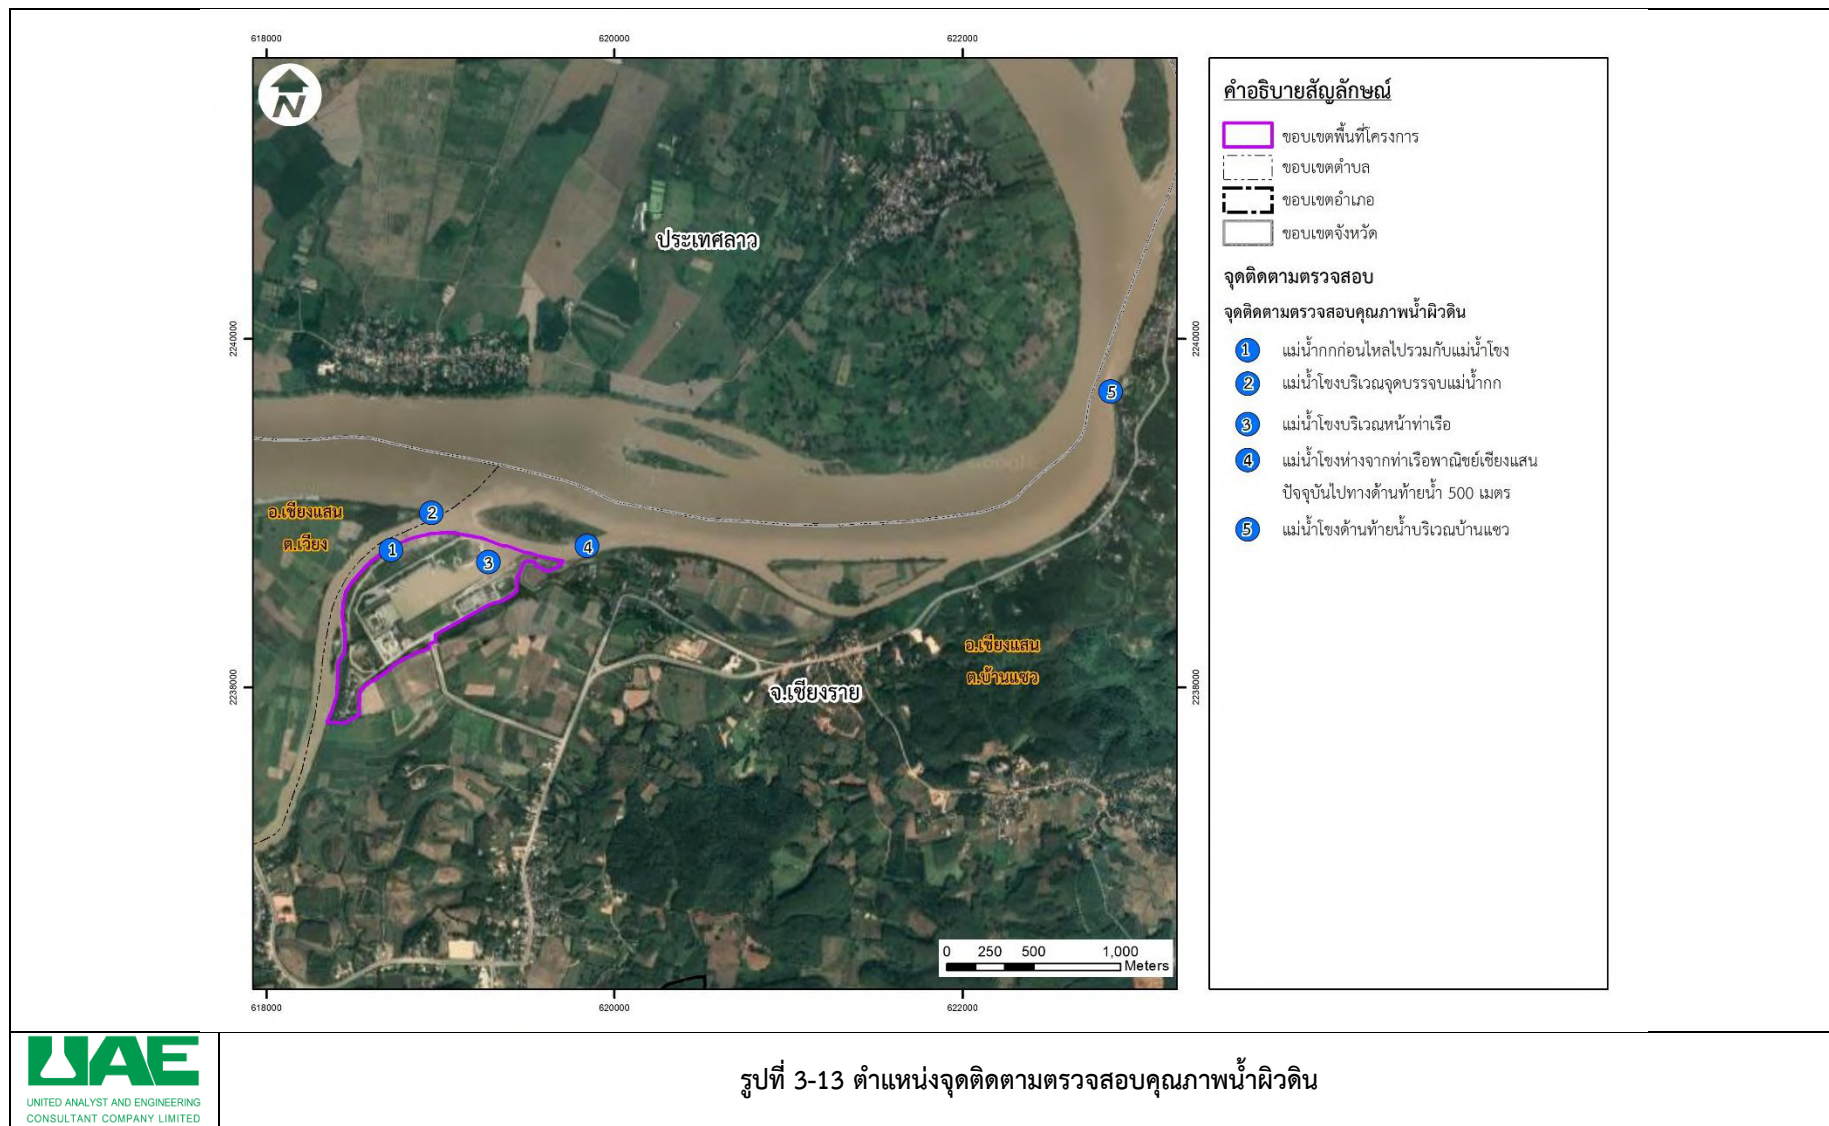 618000
620000
622000
N
ประเทศลาว
2240000
2240000
5
2
1
3
4
อ.เชียงแสน
ต.เวียง
อ.เชียงแสน
ต.บ้านแซว
จ.เชียงราย
2238000
2238000
0 250 500 1,000
Meters
618000
620000
622000
คำอธิบายสัญลักษณ์
ขอบเขตพื้นที่โครงการ
ขอบเขตตำบล
ขอบเขตอำเภอ
ขอบเขตจังหวัด
จุดติดตามตรวจสอบ
จุดติดตามตรวจสอบคุณภาพน้ำผิวดิน
1 แม่น้ำกกก่อนไหลไปรวมกับแม่น้ำโขง
2 แม่น้ำโขงบริเวณจุดบรรจบแม่น้ำกก
3 แม่น้ำโขงบริเวณหน้าท่าเรือ
4 แม่น้ำโขงห่างจากท่าเรือพาณิชย์เชียงแสน
ปัจจุบันไปทางด้านท้ายน้ำ 500 เมตร
5 แม่น้ำโขงด้านท้ายน้ำบริเวณบ้านแซว
UAE
UNITED ANALYST AND ENGINEERING
CONSULTANT COMPANY LIMITED
รูปที่ 3-13 ตำแหน่งจุดติดตามตรวจสอบคุณภาพน้ำผิวดิน